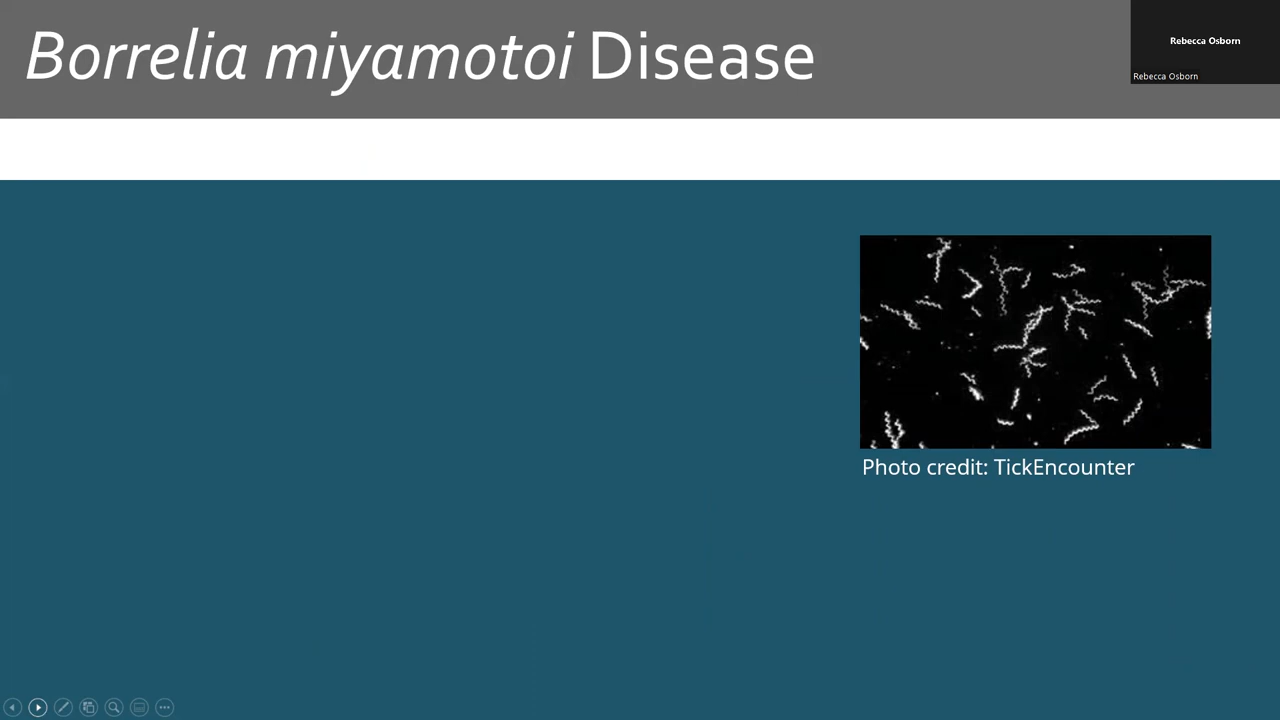 Borrelia miyamotoi Disease
Rebecca Osborn
Rebecca Osborn
Photo credit: TickEncounter